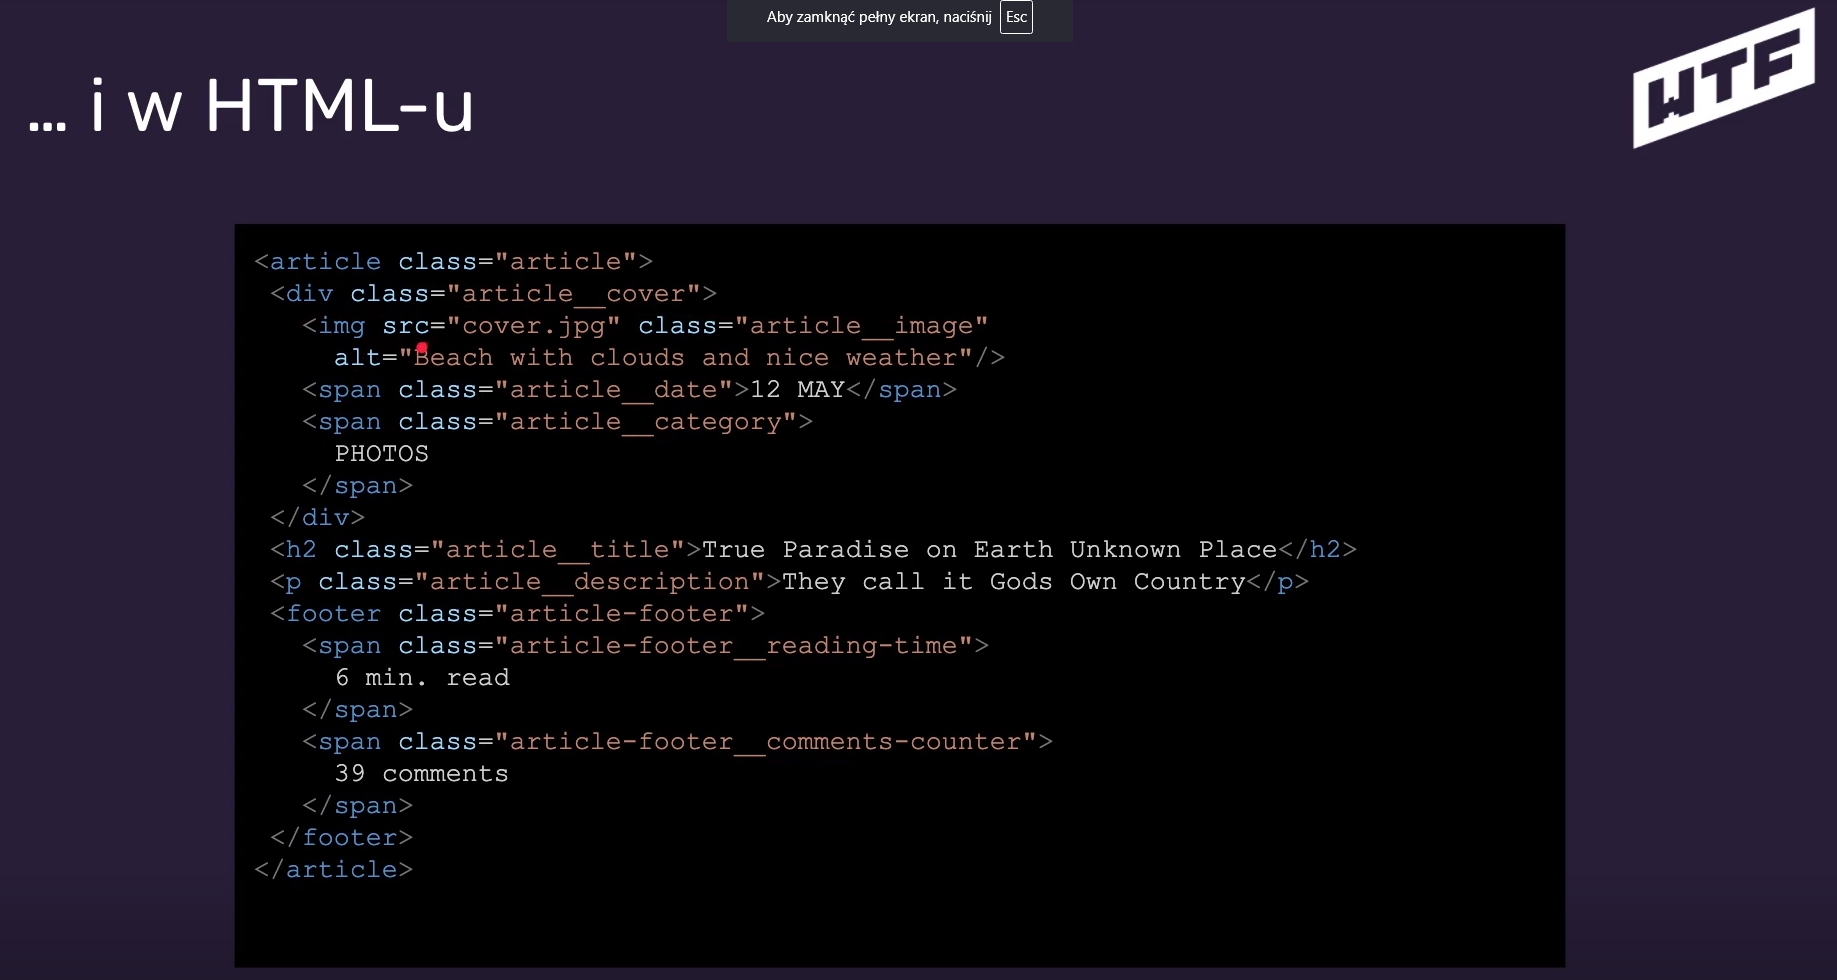 Aby zamknąć pełny ekran, naciśnij Esc
WTF
... i w HTML-u
<article class="article">
<div class="article__cover">
<img src="cover.jpg" class="article__image"
alt="Beach with clouds and nice weather"/>
<span class="article__date">12 MAY</span>
<span class="article__category">
PHOTOS
</span>
</div>
<h2 class="article__title">True Paradise on Earth Unknown Place</h2>
<p class="article__description">They call it Gods Own Country</p>
<footer class="article-footer">
<span class="article-footer__reading-time">
6 min. read
</span>
<span class="article-footer__comments-counter">
39 comments
</span>
</footer>
</article>